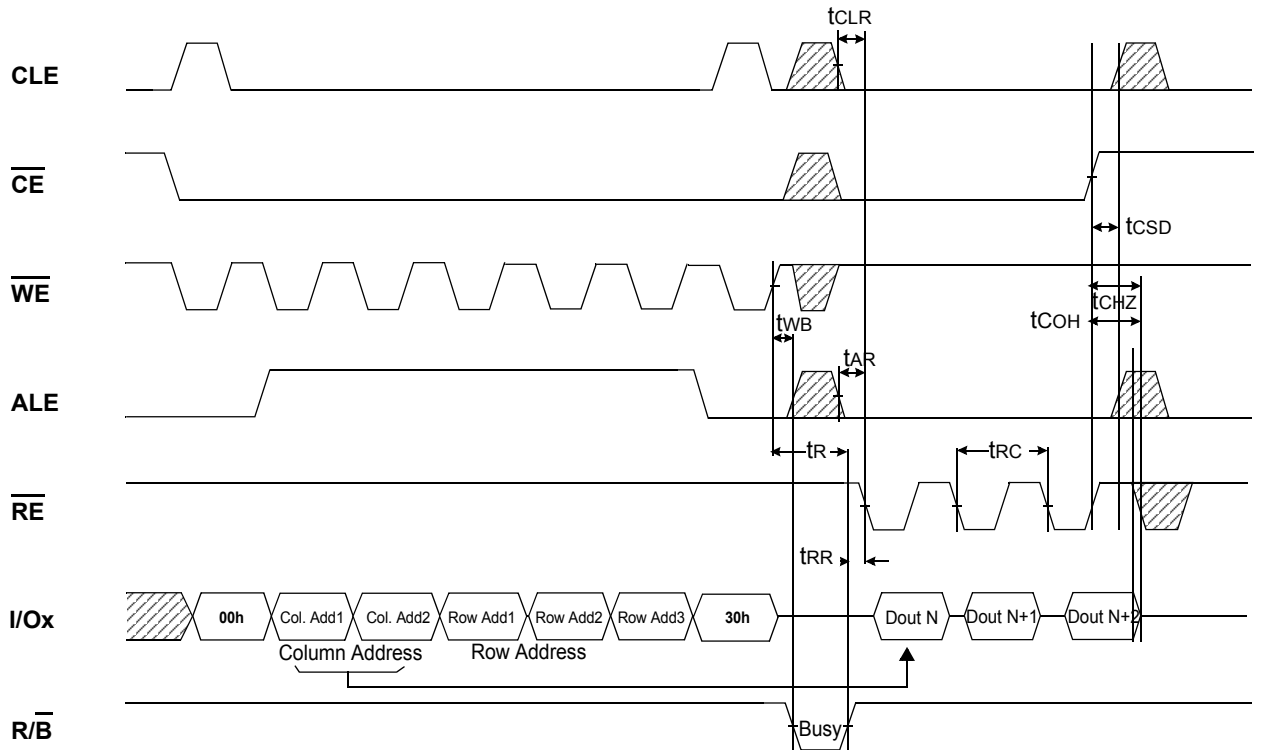 tCLR
CLE
CE
tCSD
WE
tCHZ
tCOH
tWB
tAR
ALE
tR
tRC
RE
tRR
I/Ox
00h Col. Add1 Col. Add2 Row Add1 Row Add2 Row Add3 30h Dout N Dout N+1 Dout N+2
Column Address Row Address
R/B
Busy